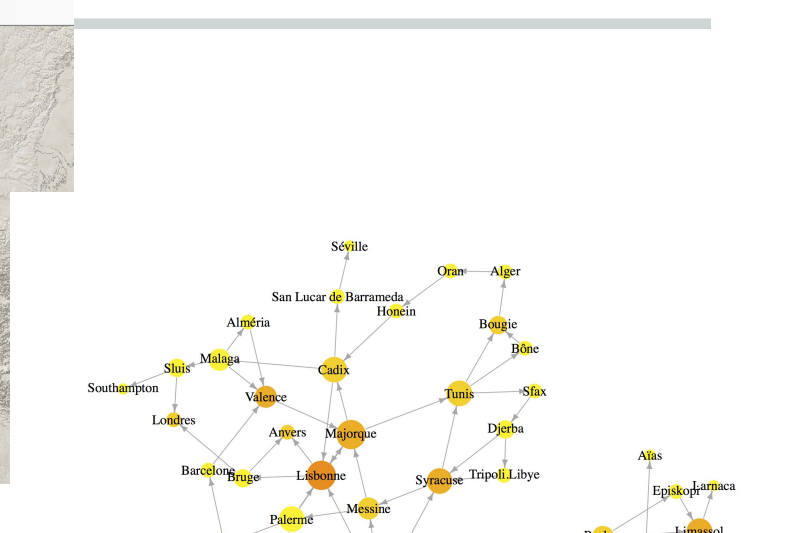 Séville
Oran
Alger
San Lucar de Barrameda
Honein
Alméria
Bougie
Bône
Malaga
Sluis
Cadix
Southampton
Valence
Tunis
Sfax
Londres
Anvers
Majorque
Djerba
Aïas
Barcelone
Bruge
Lisbonne
Syracuse
Tripoli.Libye
Episkopi
Larnaca
Messine
Palerme
Limassol